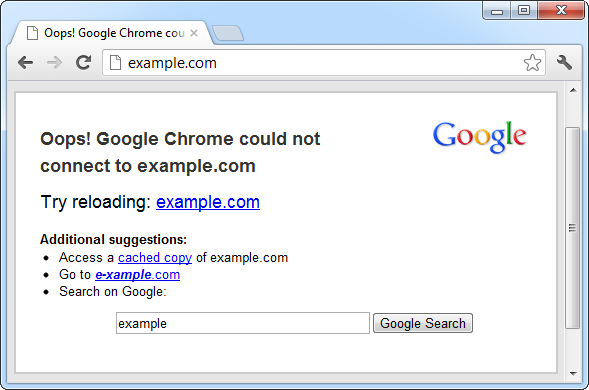 Oops! Google Chrome cou
example.com
Oops! Google Chrome could not
connect to example.com
Google
Try reloading: example.com
Additional suggestions:
Access a cached copy of example.com
Go to e-xample.com
Search on Google:
example
Google Search